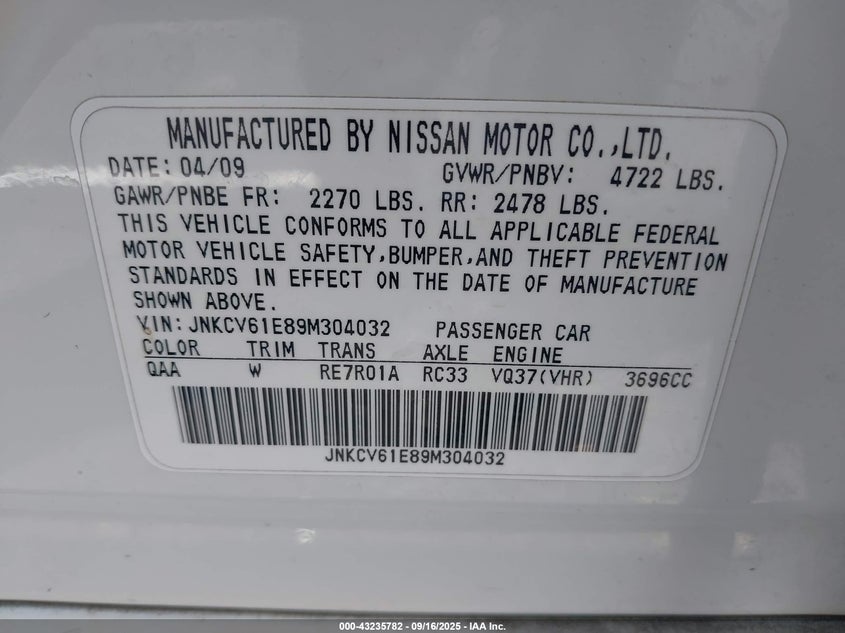 MANUFACTURED BY NISSAN MOTOR CO.,LTD.
DATE: 04/09 GVWR/PNBV: 4722 LBS.
GAWR/PNBE FR: 2270 LBS. RR: 2478 LBS.
THIS VEHICLE CONFORMS TO ALL APPLICABLE FEDERAL
MOTOR VEHICLE SAFETY,BUMPER,AND THEFT PREVENTION
STANDARDS IN EFFECT ON THE DATE OF MANUFACTURE
SHOWN ABOVE.
VIN: JNKCV61E89M304032 PASSENGER CAR
COLOR TRIM TRANS AXLE ENGINE
QAA W RE7R01A RC33 VQ37(VHR) 3696CC
JNKCV61E89M304032
000-43235782 - 09/16/2025 - IAA Inc.